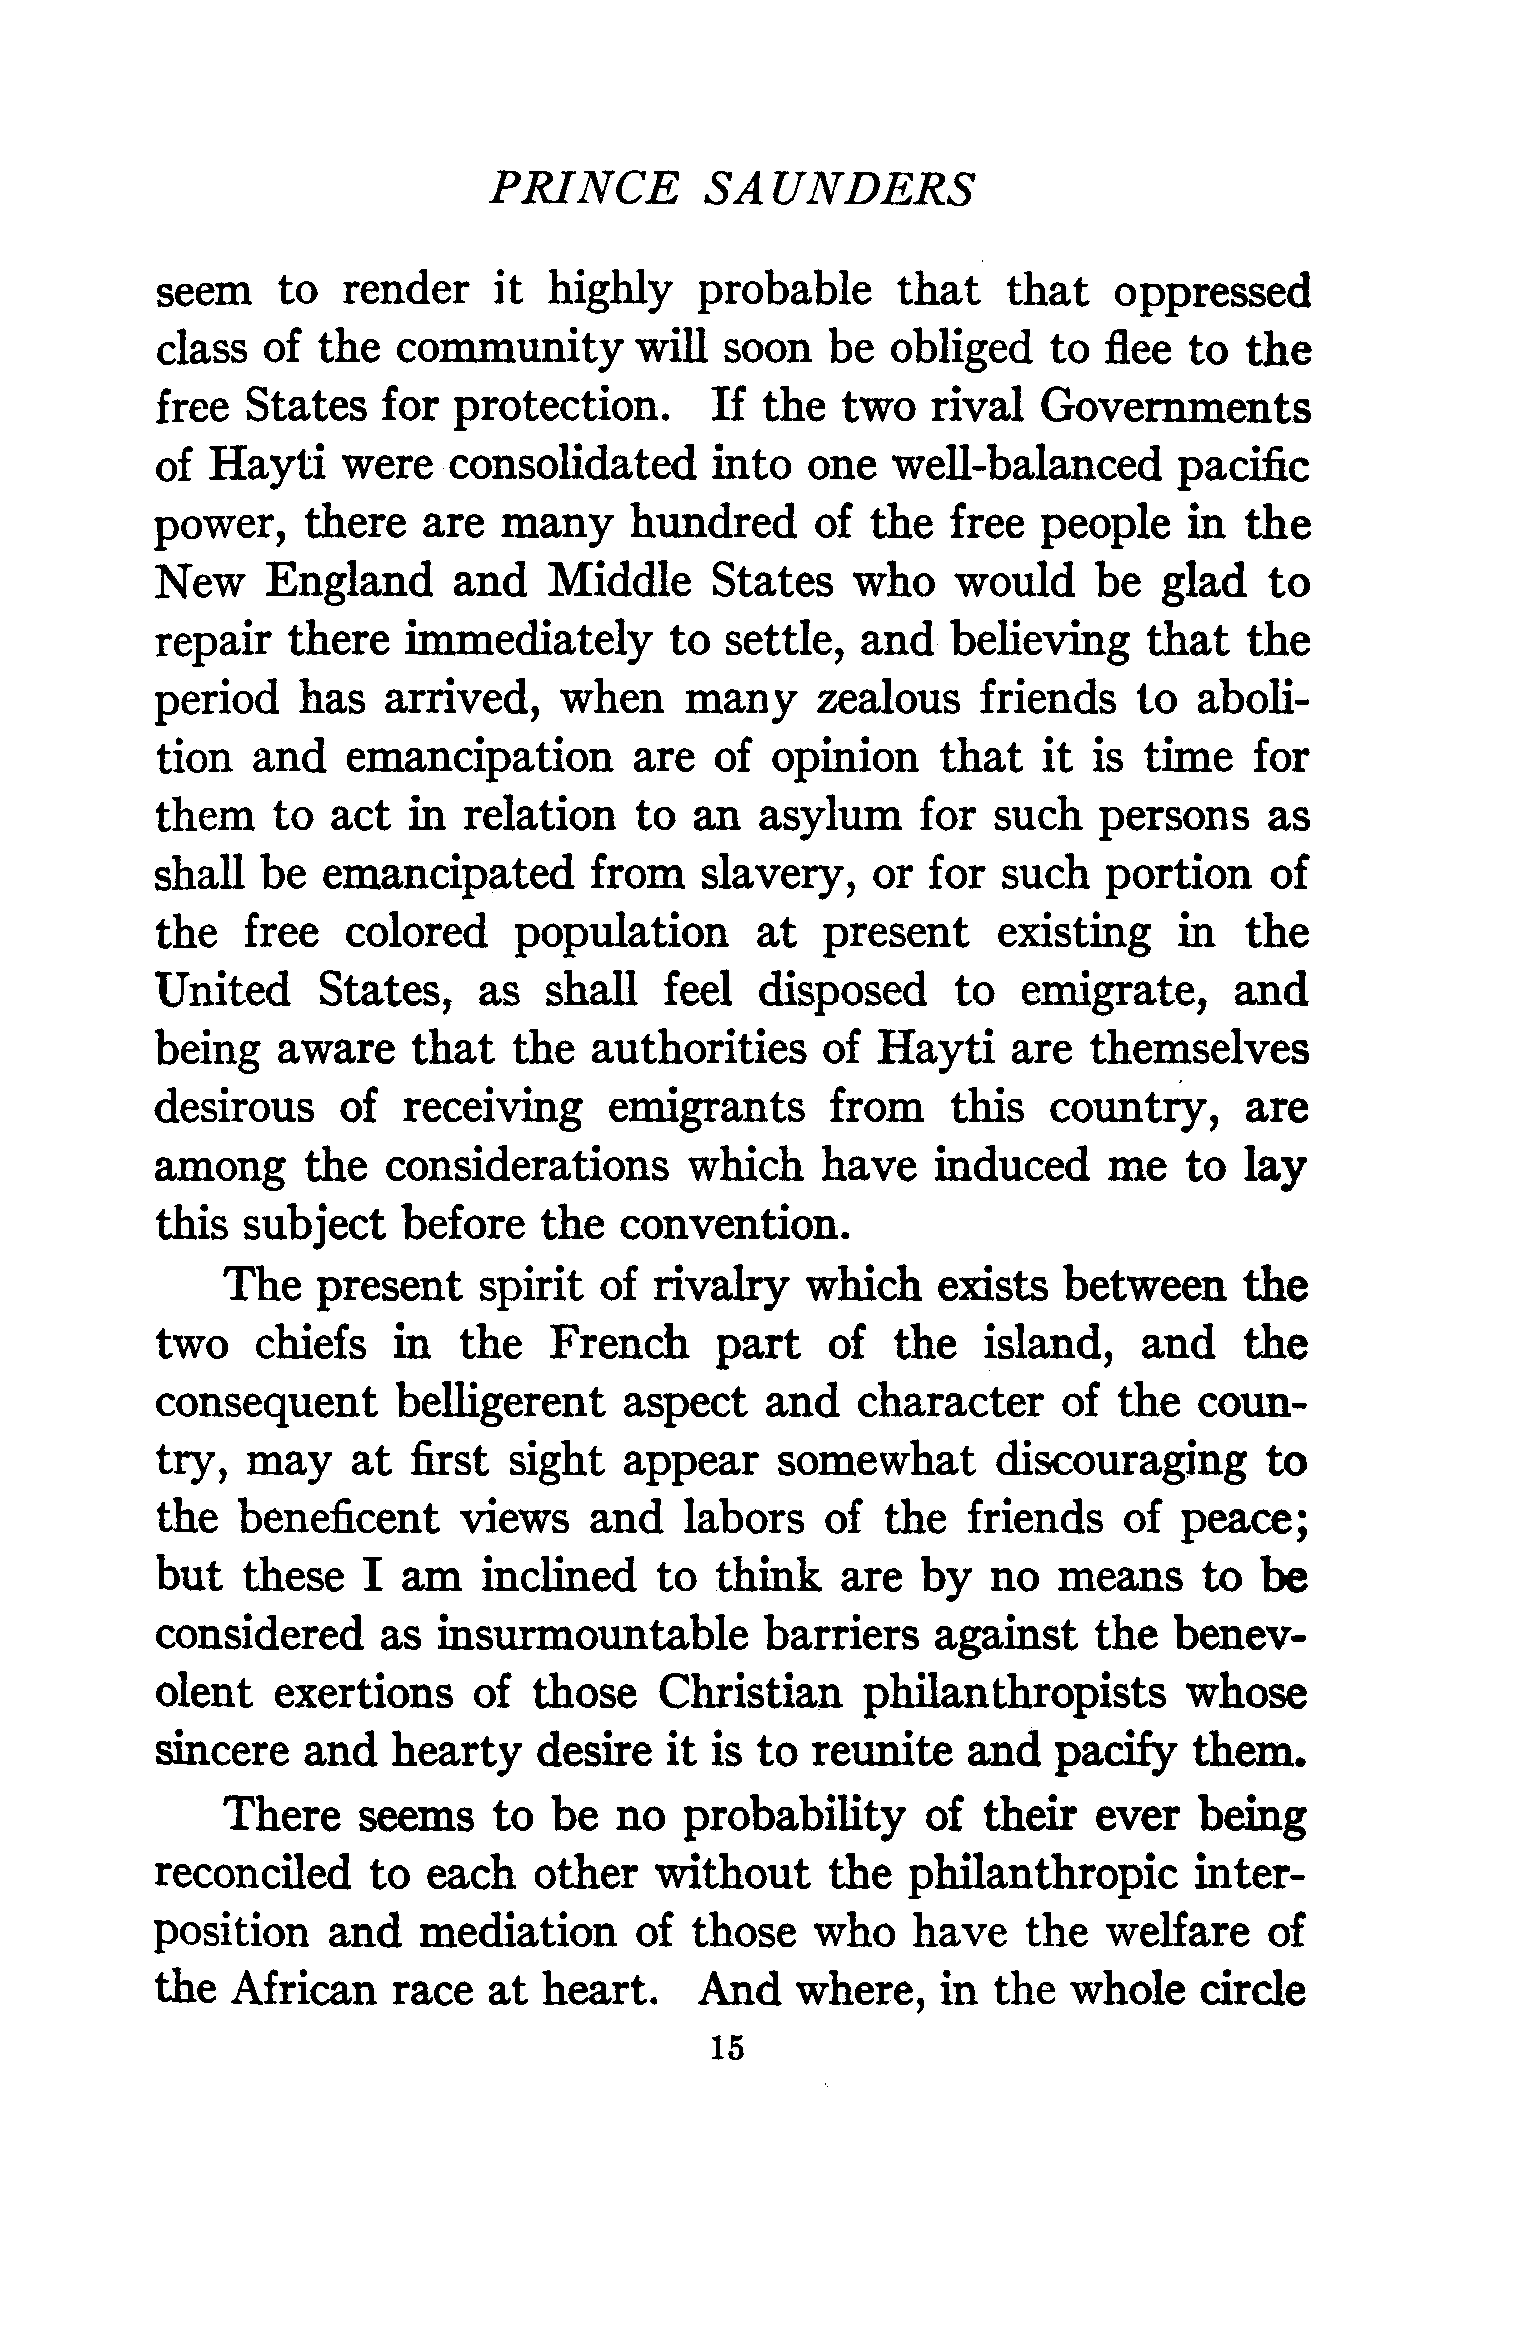 PRINCE SAUNDERS
seem to render it highly probable that that oppressed
class of the community will soon be obliged to flee to the
free States for protection. If the two rival Governments
of Hayti were consolidated into one well-balanced pacific
power, there are many hundred of the free people in the
New England and Middle States who would be glad to
repair there immediately to settle, and believing that the
period has arrived, when many zealous friends to aboli-
tion and emancipation are of opinion that it is time for
them to act in relation to an asylum for such persons as
shall be emancipated from slavery, or for such portion of
the free colored population at present existing in the
United States, as shall feel disposed to emigrate, and
being aware that the authorities of Hayti are themselves
desirous of receiving emigrants from this country, are
among the considerations which have induced me to lay
this subject before the convention.
The present spirit of rivalry which exists between the
two chiefs in the French part of the island, and the
consequent belligerent aspect and character of the coun-
try, may at first sight appear somewhat discouraging to
the beneficent views and labors of the friends of peace;
but these I am inclined to think are by no means to be
considered as insurmountable barriers against the benev-
olent exertions of those Christian philanthropists whose
sincere and hearty desire it is to reunite and pacify them.
There seems to be no probability of their ever being
reconciled to each other without the philanthropic inter-
position and mediation of those who have the welfare of
the African race at heart. And where, in the whole circle
15